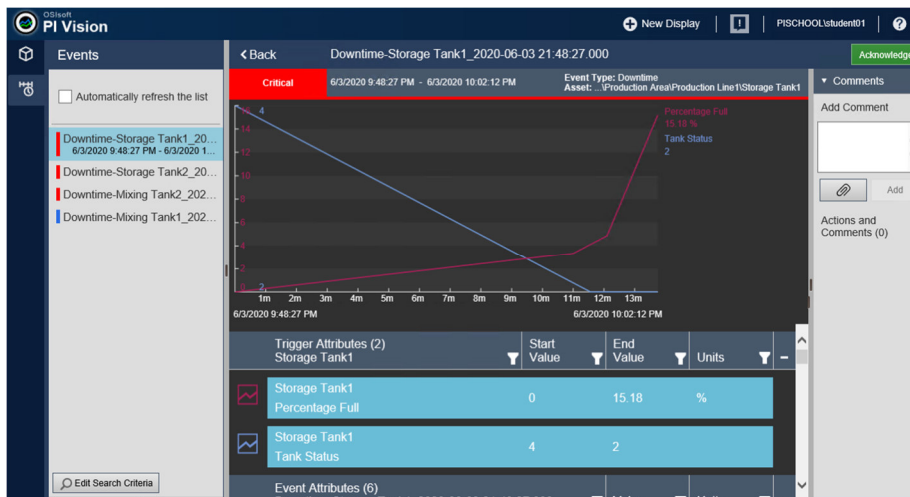 OSIsoft
PI Vision
New Display
PISCHOOL\student01
Events
Back
Downtime-Storage Tank1_2020-06-03 21:48:27.000
Acknowledge
Automatically refresh the list
Downtime-Storage Tank1_20...
6/3/2020 9:48:27 PM - 6/3/2020 1...
Downtime-Storage Tank2_20...
Downtime-Mixing Tank2_202...
Downtime-Mixing Tank1_202...
Edit Search Criteria
Critical
6/3/2020 9:48:27 PM - 6/3/2020 10:02:12 PM
Event Type: Downtime
Asset: ...\Production Area\Production Line1\Storage Tank1
4
14
12
10
8
6
4
2
0 2
1m 2m 3m 4m 5m 6m 7m 8m 9m 10m 11m 12m 13m
6/3/2020 9:48:27 PM 6/3/2020 10:02:12 PM
Percentage Full
15.18 %
Tank Status
2
Trigger Attributes (2)
Storage Tank1
Start
Value
End
Value
Units
Storage Tank1
Percentage Full
0 15.18 %
Storage Tank1
Tank Status
4 2
Event Attributes (6)
Comments
Add Comment
Add
Actions and
Comments (0)